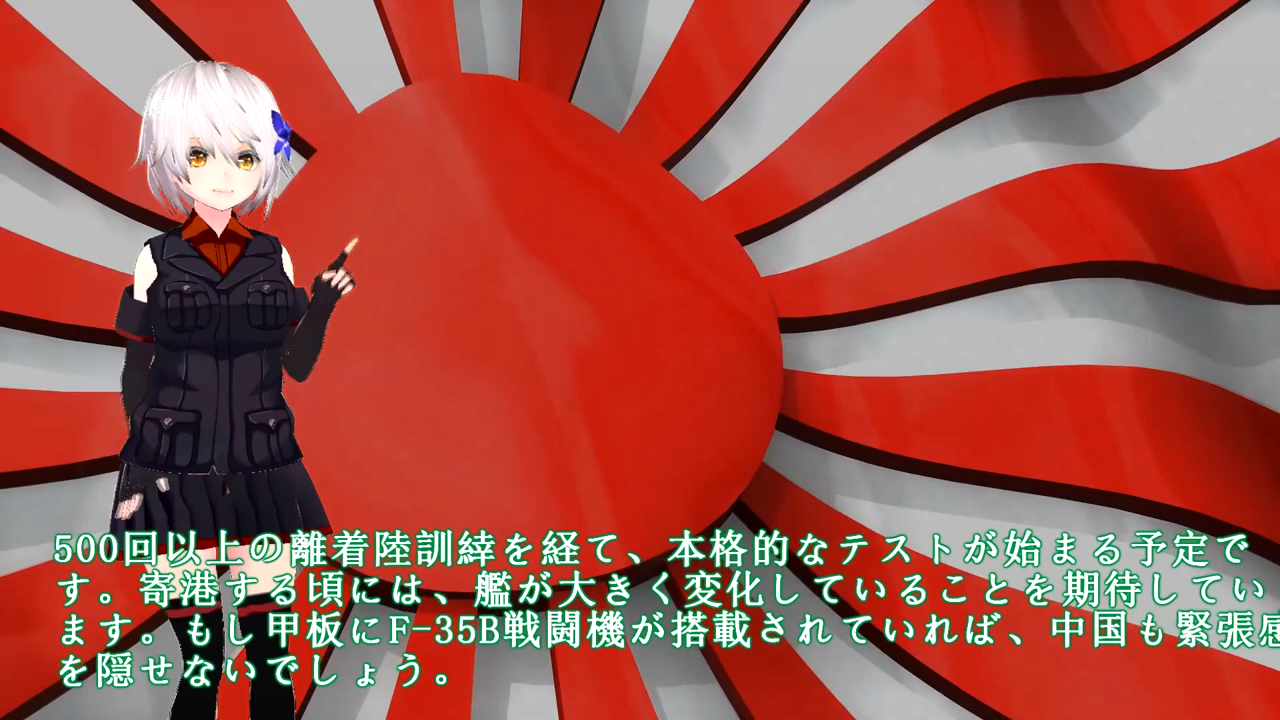 500回以上の離着陸訓緈を経て、本格的なテストが始まる予定で
す。寄港する頃には、艦が大きく変化していることを期待してい
ます。もし甲板にF-35B戦闘機が搭載されていれば、中国も緊張感
を隠せないでしょう。